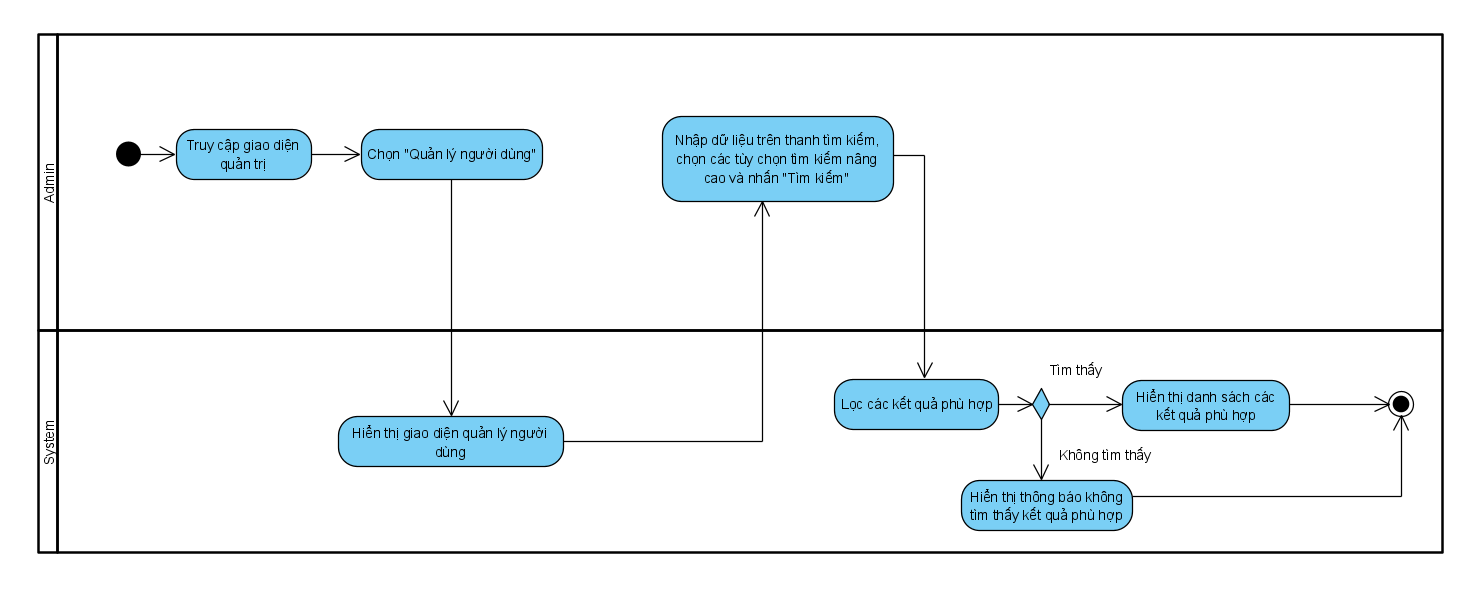 Admin
Truy cập giao diện
quản trị
Chọn "Quản lý người dùng"
Nhập dữ liệu trên thanh tìm kiếm,
chọn các tùy chọn tìm kiếm nâng
cao và nhấn "Tìm kiếm"
System
Hiển thị giao diện quản lý người
dùng
Lọc các kết quả phù hợp
Tìm thấy
Hiển thị danh sách các
kết quả phù hợp
Không tìm thấy
Hiển thị thông báo không
tìm thấy kết quả phù hợp